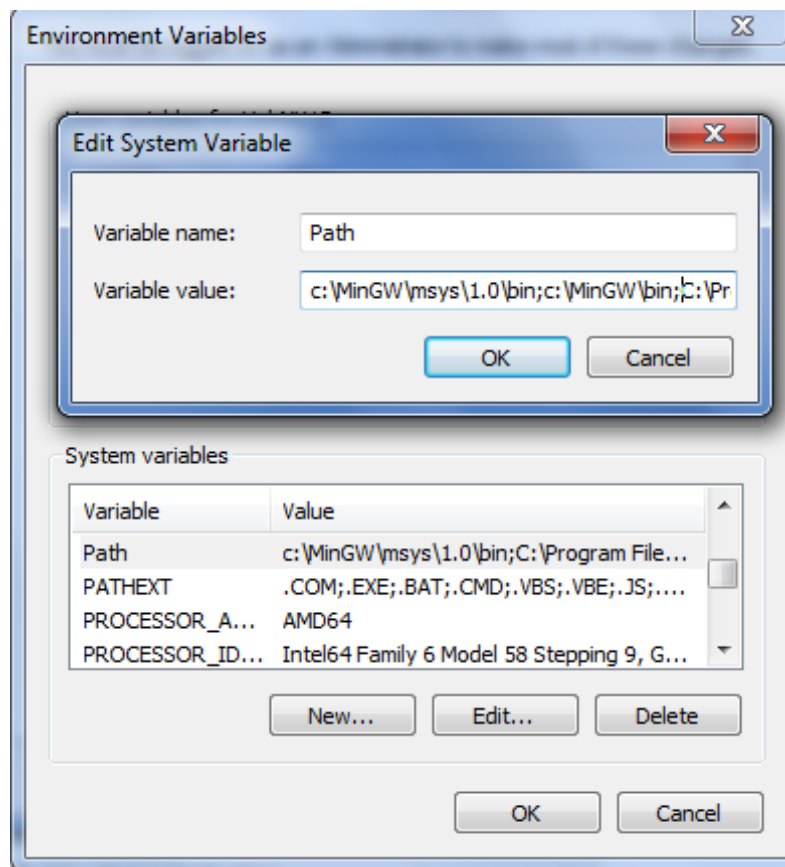 Environment Variables
Edit System Variable
Variable name:
Path
Variable value:
c:\MinGW\msys\1.0\bin;c:\MinGW\bin;C:\Pr
OK
Cancel
System variables
Variable Value
Path c:\MinGW\msys\1.0\bin;C:\Program File...
PATHEXT .COM;.EXE;.BAT;.CMD;.VBS;.VBE;.JS;....
PROCESSOR_A... AMD64
PROCESSOR_ID... Intel64 Family 6 Model 58 Stepping 9, G...
New... Edit... Delete
OK Cancel